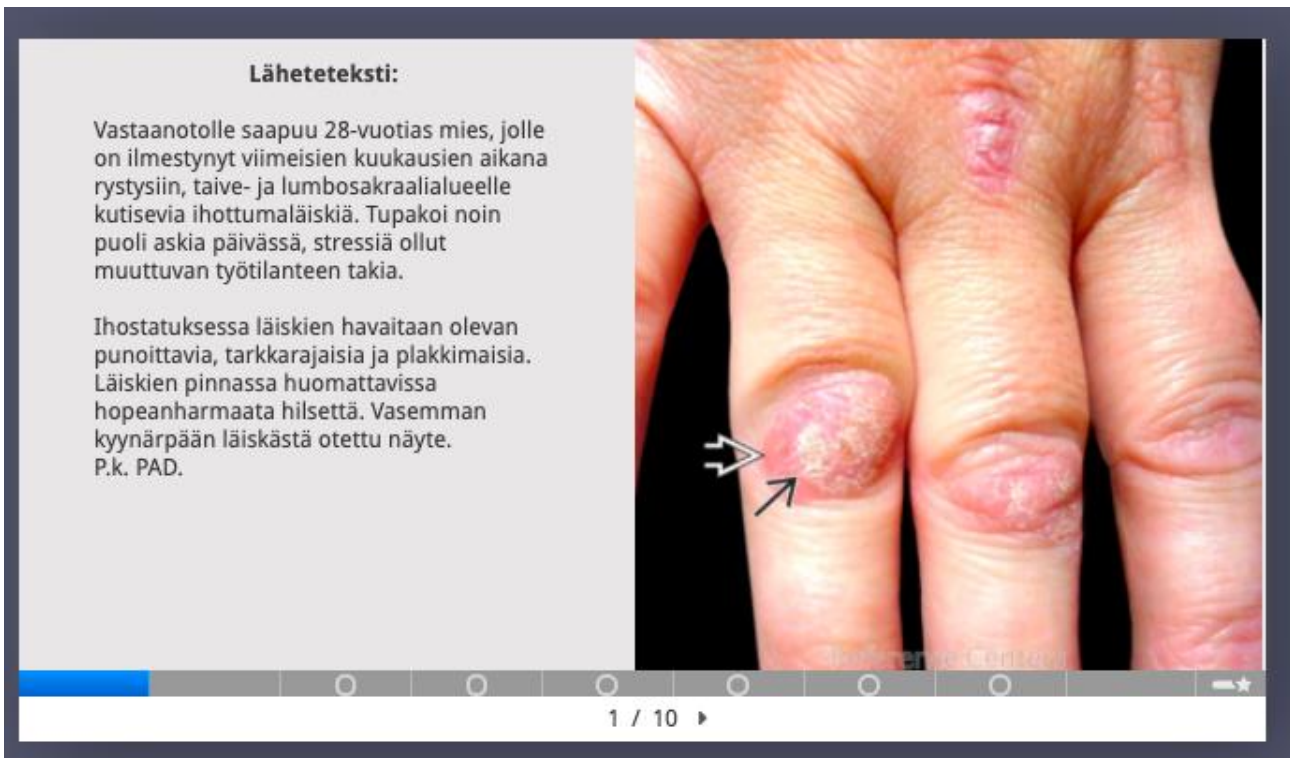 Läheteteksti:
Vastaanotolle saapuu 28-vuotias mies, jolle
on ilmestynyt viimeisien kuukausien aikana
rystysiin, taive- ja lumbosakraalialueelle
kutisevia ihottumaläiskiä. Tupakoi noin
puoli askia päivässä, stressiä ollut
muuttuvan työtilanteen takia.
Ihostatuksessa läiskien havaitaan olevan
punoittavia, tarkkarajaisia ja plakkimaisia.
Läiskien pinnassa huomattavissa
hopeanharmaata hilsettä. Vasemman
kyynärpään läiskästä otettu näyte.
P.k. PAD.
1 / 10